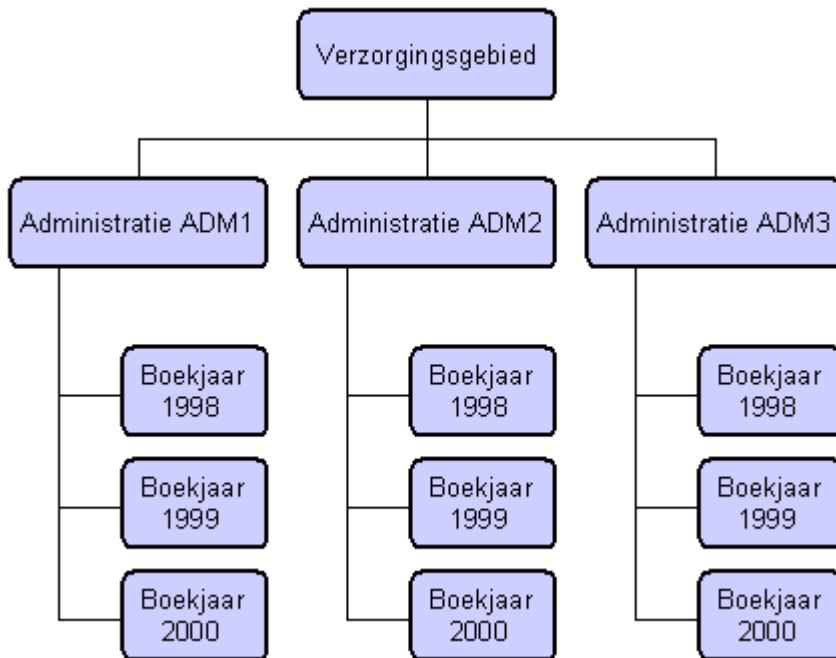 Verzorgingsgebied
Administratie ADM1
Administratie ADM2
Administratie ADM3
Boekjaar
1998
Boekjaar
1998
Boekjaar
1998
Boekjaar
1999
Boekjaar
1999
Boekjaar
1999
Boekjaar
2000
Boekjaar
2000
Boekjaar
2000